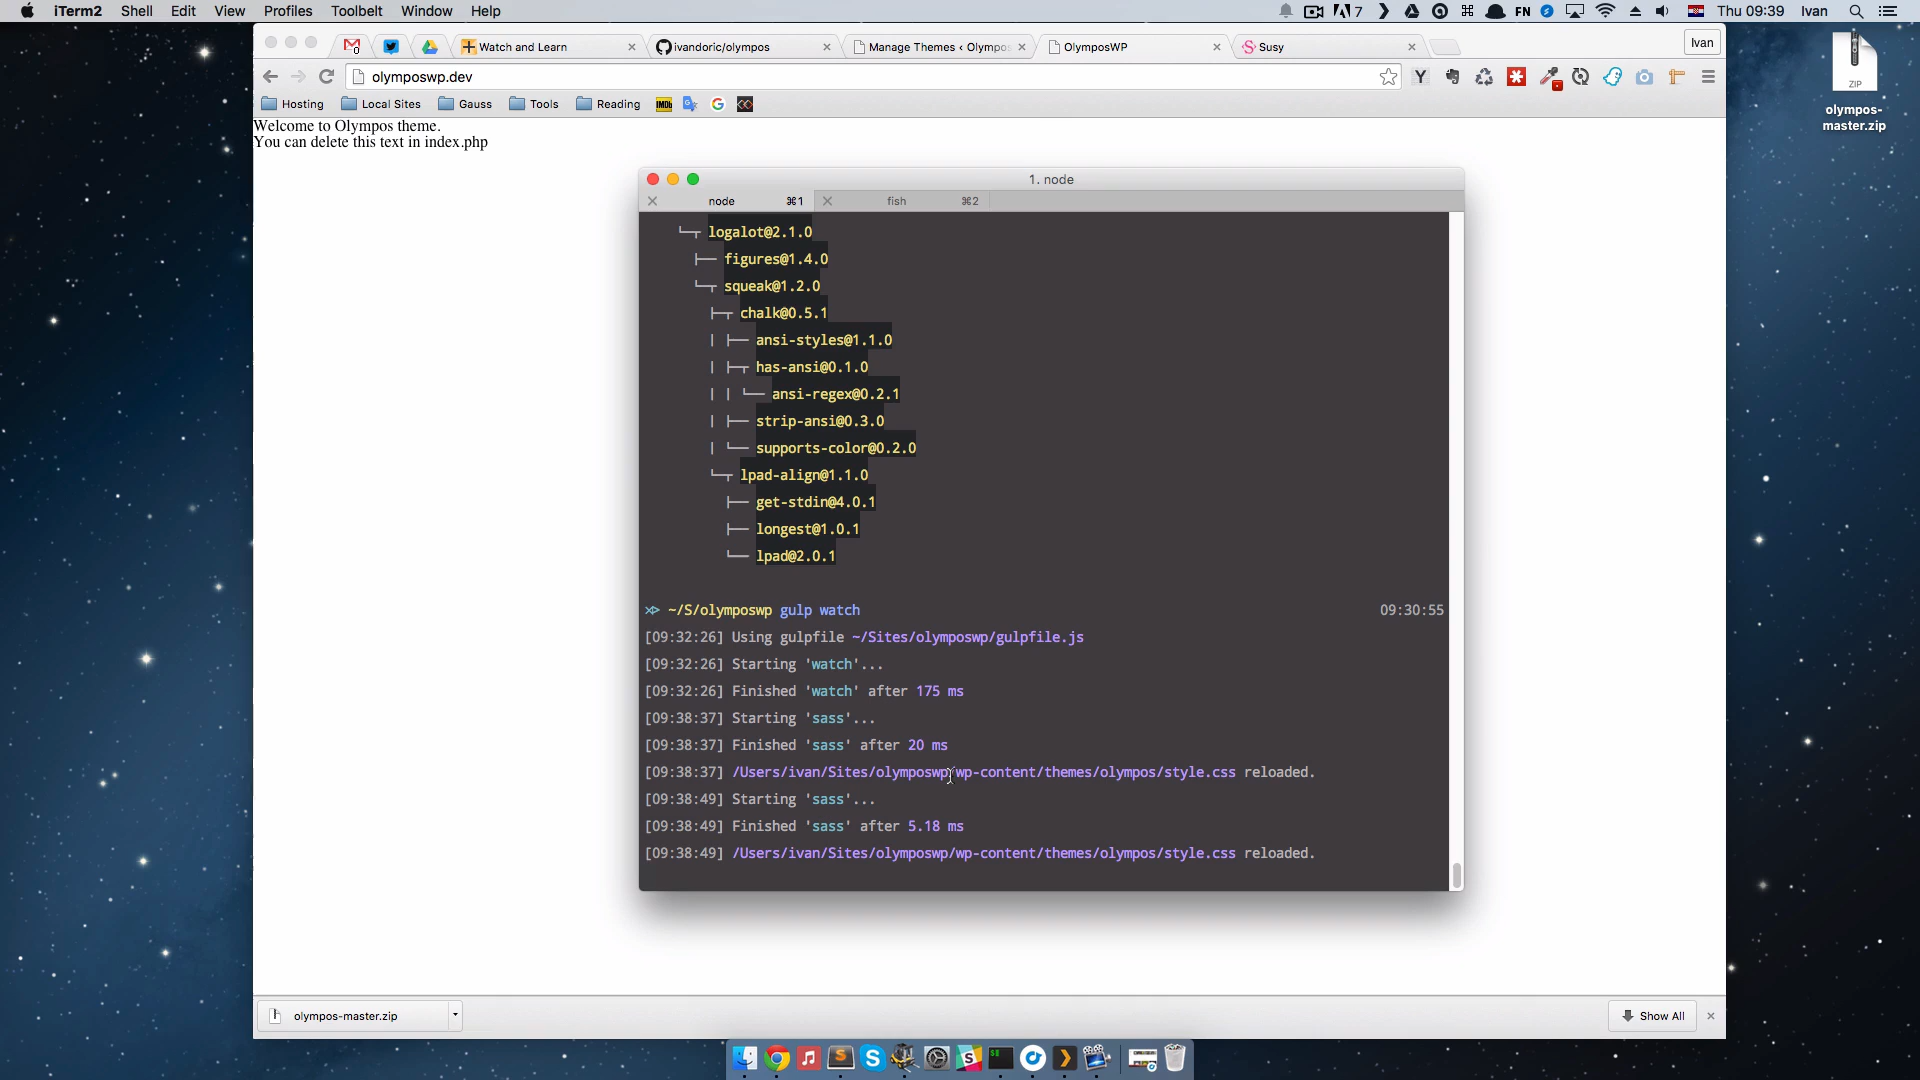 iTerm2 Shell Edit View Profiles Toolbelt Window Help 7 FN Thu 09:39 Ivan
Watch and Learn ivandoric/olympos Manage Themes ‹ Olympos OlymposWP Susy Ivan
olymposwp.dev
Hosting Local Sites Gauss Tools Reading IMDb
Welcome to Olympos theme.
You can delete this text in index.php
ZIP
olympos-
master.zip
1. node
node ⌘1 fish ⌘2
logalot@2.1.0
figures@1.4.0
squeak@1.2.0
chalk@0.5.1
ansi-styles@1.1.0
has-ansi@0.1.0
ansi-regex@0.2.1
strip-ansi@0.3.0
supports-color@0.2.0
lpad-align@1.1.0
get-stdin@4.0.1
longest@1.0.1
lpad@2.0.1
~/S/olymposwp gulp watch 09:30:55
[09:32:26] Using gulpfile ~/Sites/olymposwp/gulpfile.js
[09:32:26] Starting 'watch'...
[09:32:26] Finished 'watch' after 175 ms
[09:38:37] Starting 'sass'...
[09:38:37] Finished 'sass' after 20 ms
[09:38:37] /Users/ivan/Sites/olymposwp/wp-content/themes/olympos/style.css reloaded.
[09:38:49] Starting 'sass'...
[09:38:49] Finished 'sass' after 5.18 ms
[09:38:49] /Users/ivan/Sites/olymposwp/wp-content/themes/olympos/style.css reloaded.
olympos-master.zip Show All